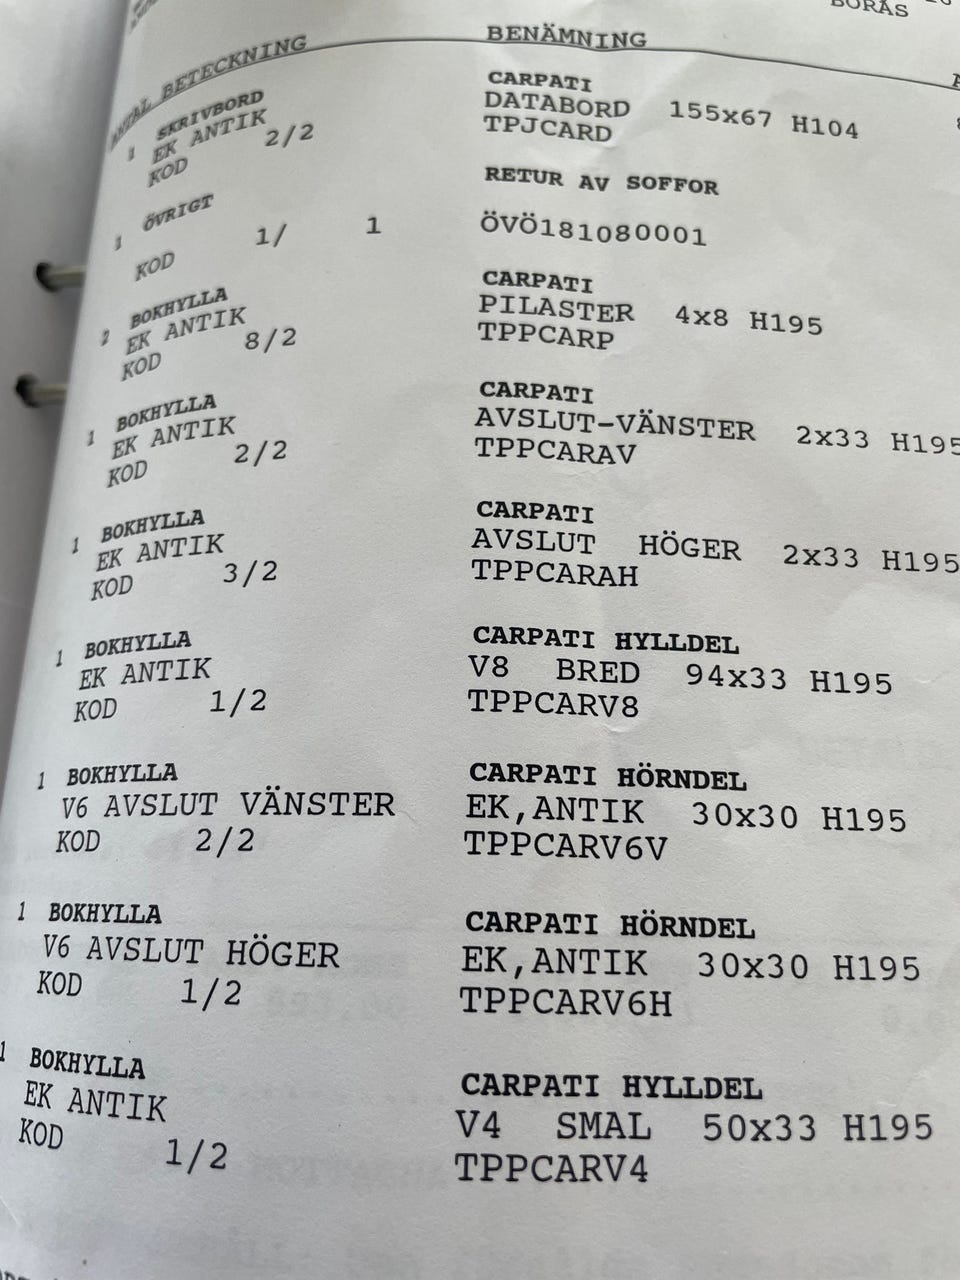 BORÅS
ANTAL BETECKNING BENÄMNING
1 SKRIVBORD CARPATI
EK ANTIK DATABORD 155x67 H104
KOD 2/2 TPJCARD
1 ÖVRIGT RETUR AV SOFFOR
KOD 1/ 1 ÖVÖ181080001
2 BOKHYLLA CARPATI
EK ANTIK PILASTER 4x8 H195
KOD 8/2 TPPCARP
1 BOKHYLLA CARPATI
EK ANTIK AVSLUT-VÄNSTER 2x33 H195
KOD 2/2 TPPCARAV
1 BOKHYLLA CARPATI
EK ANTIK AVSLUT HÖGER 2x33 H195
KOD 3/2 TPPCARAH
1 BOKHYLLA CARPATI HYLLDEL
EK ANTIK V8 BRED 94x33 H195
KOD 1/2 TPPCARV8
1 BOKHYLLA CARPATI HÖRNDEL
V6 AVSLUT VÄNSTER EK,ANTIK 30x30 H195
KOD 2/2 TPPCARV6V
1 BOKHYLLA CARPATI HÖRNDEL
V6 AVSLUT HÖGER EK,ANTIK 30x30 H195
KOD 1/2 TPPCARV6H
1 BOKHYLLA CARPATI HYLLDEL
EK ANTIK V4 SMAL 50x33 H195
KOD 1/2 TPPCARV4